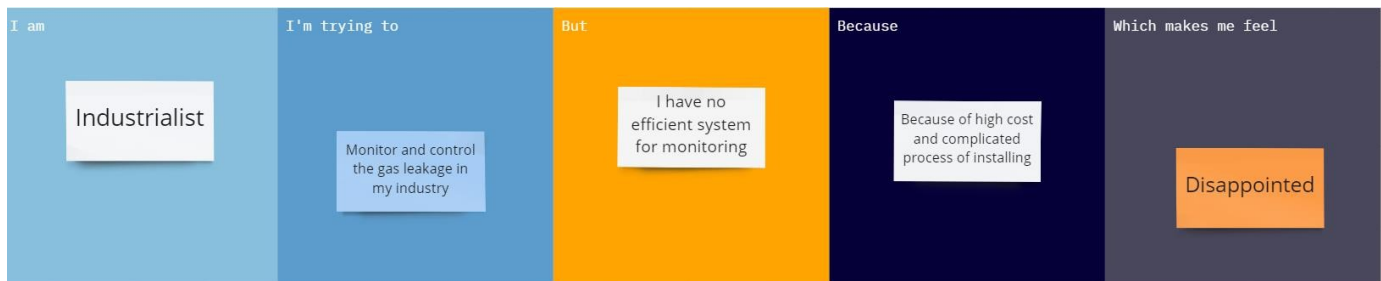 I am
Industrialist
I'm trying to
Monitor and control
the gas leakage in
my industry
But
I have no
efficient system
for monitoring
Because
Because of high cost
and complicated
process of installing
Which makes me feel
Disappointed